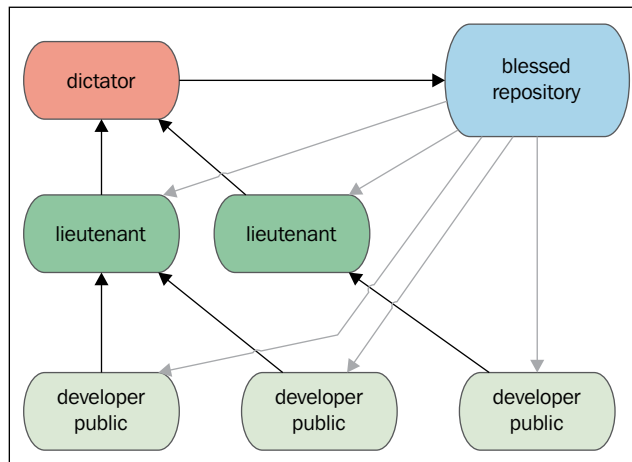 dictator
blessed
repository
lieutenant
lieutenant
developer
public
developer
public
developer
public